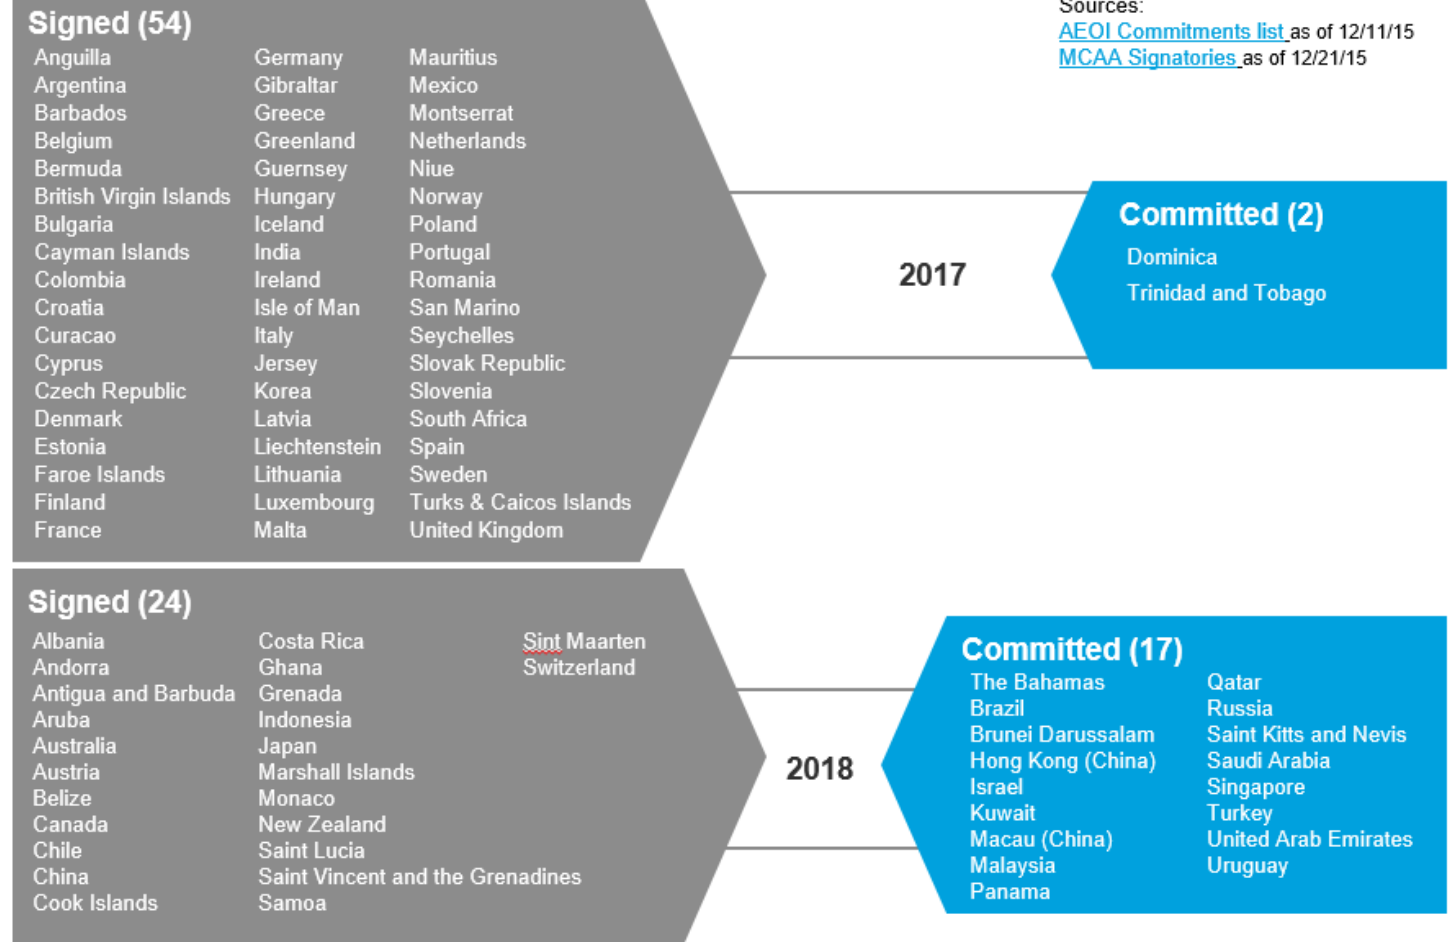 Signed (54)
Anguilla
Argentina
Barbados
Belgium
Bermuda
British Virgin Islands
Bulgaria
Cayman Islands
Colombia
Croatia
Curacao
Cyprus
Czech Republic
Denmark
Estonia
Faroe Islands
Finland
France
Germany
Gibraltar
Greece
Greenland
Guernsey
Hungary
Iceland
India
Ireland
Isle of Man
Italy
Jersey
Korea
Latvia
Liechtenstein
Lithuania
Luxembourg
Malta
Mauritius
Mexico
Montserrat
Netherlands
Niue
Norway
Poland
Portugal
Romania
San Marino
Seychelles
Slovak Republic
Slovenia
South Africa
Spain
Sweden
Turks & Caicos Islands
United Kingdom
Sources:
AEOI Commitments list as of 12/11/15
MCAA Signatories as of 12/21/15
2017
Committed (2)
Dominica
Trinidad and Tobago
Signed (24)
Albania
Andorra
Antigua and Barbuda
Aruba
Australia
Austria
Belize
Canada
Chile
China
Cook Islands
Costa Rica
Ghana
Grenada
Indonesia
Japan
Marshall Islands
Monaco
New Zealand
Saint Lucia
Saint Vincent and the Grenadines
Samoa
Sint Maarten
Switzerland
2018
Committed (17)
The Bahamas
Brazil
Brunei Darussalam
Hong Kong (China)
Israel
Kuwait
Macau (China)
Malaysia
Panama
Qatar
Russia
Saint Kitts and Nevis
Saudi Arabia
Singapore
Turkey
United Arab Emirates
Uruguay